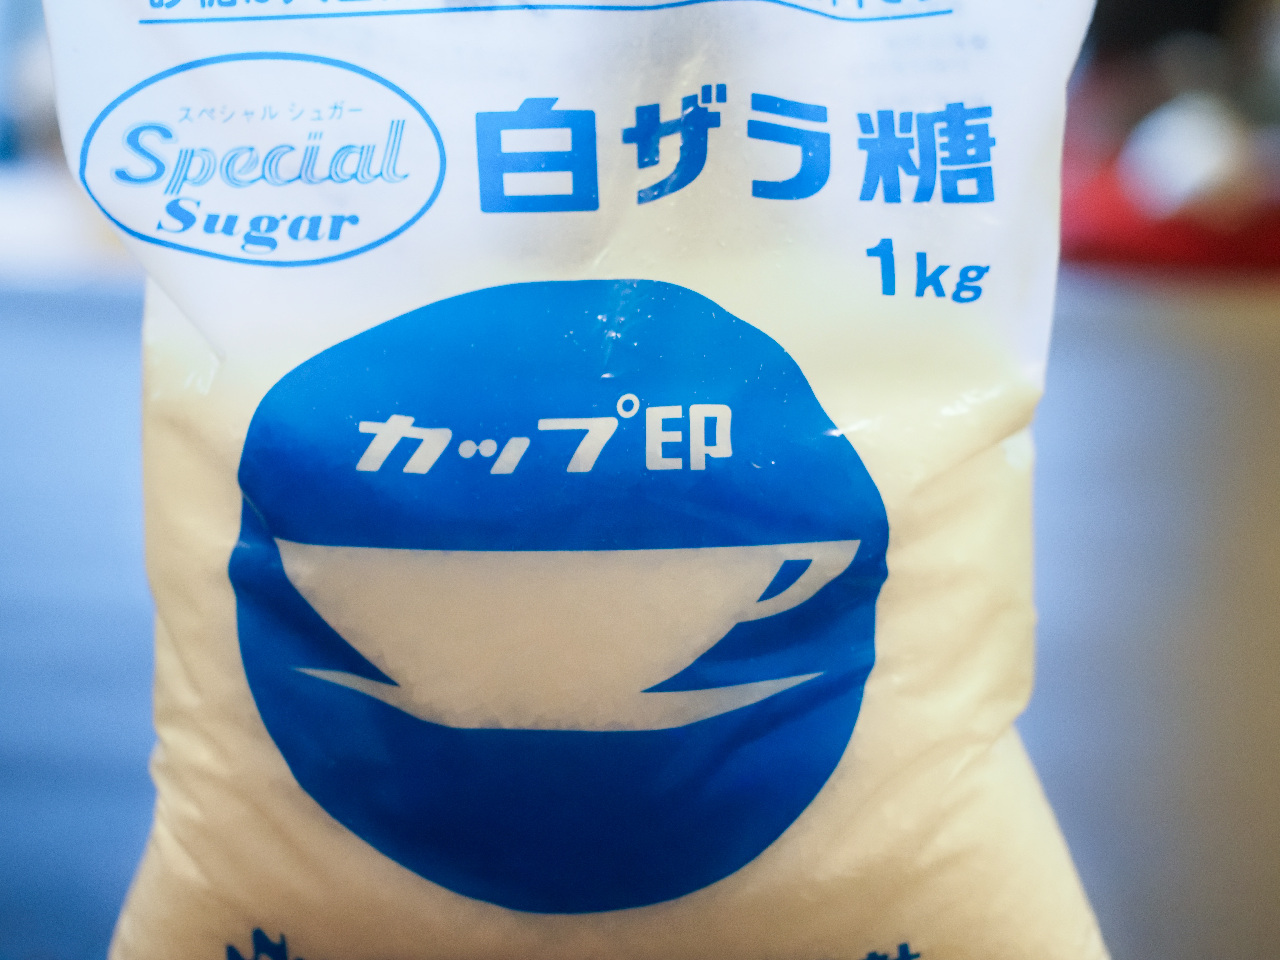 スペシャル シュガー
Special
Sugar
白ザラ糖
1kg
カップ印